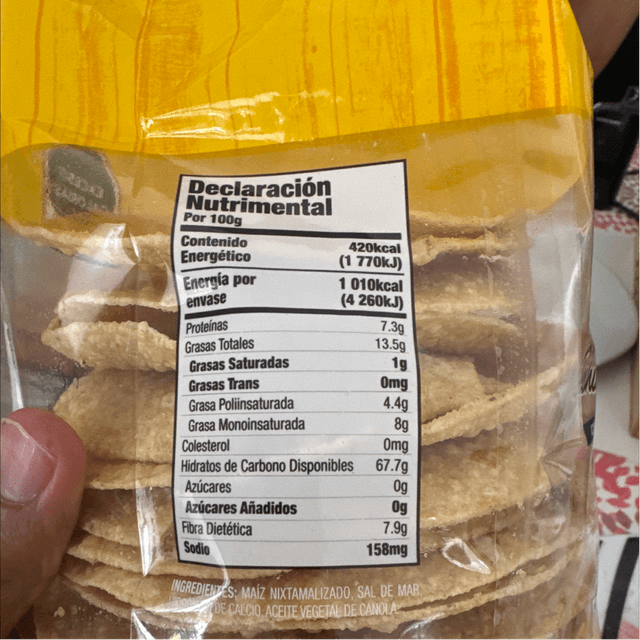 Declaración
Nutrimental
Por 100g
Contenido
Energético
420kcal
(1 770kJ)
Energía por
envase
1 010kcal
(4 260kJ)
Proteínas 7.3g
Grasas Totales 13.5g
Grasas Saturadas 1g
Grasas Trans 0mg
Grasa Poliinsaturada 4.4g
Grasa Monoinsaturada 8g
Colesterol 0mg
Hidratos de Carbono Disponibles 67.7g
Azúcares 0g
Azúcares Añadidos 0g
Fibra Dietética 7.9g
Sodio 158mg
INGREDIENTES: MAÍZ NIXTAMALIZADO, SAL DE MAR,
DE CALCIO, ACEITE VEGETAL DE CANOLA.